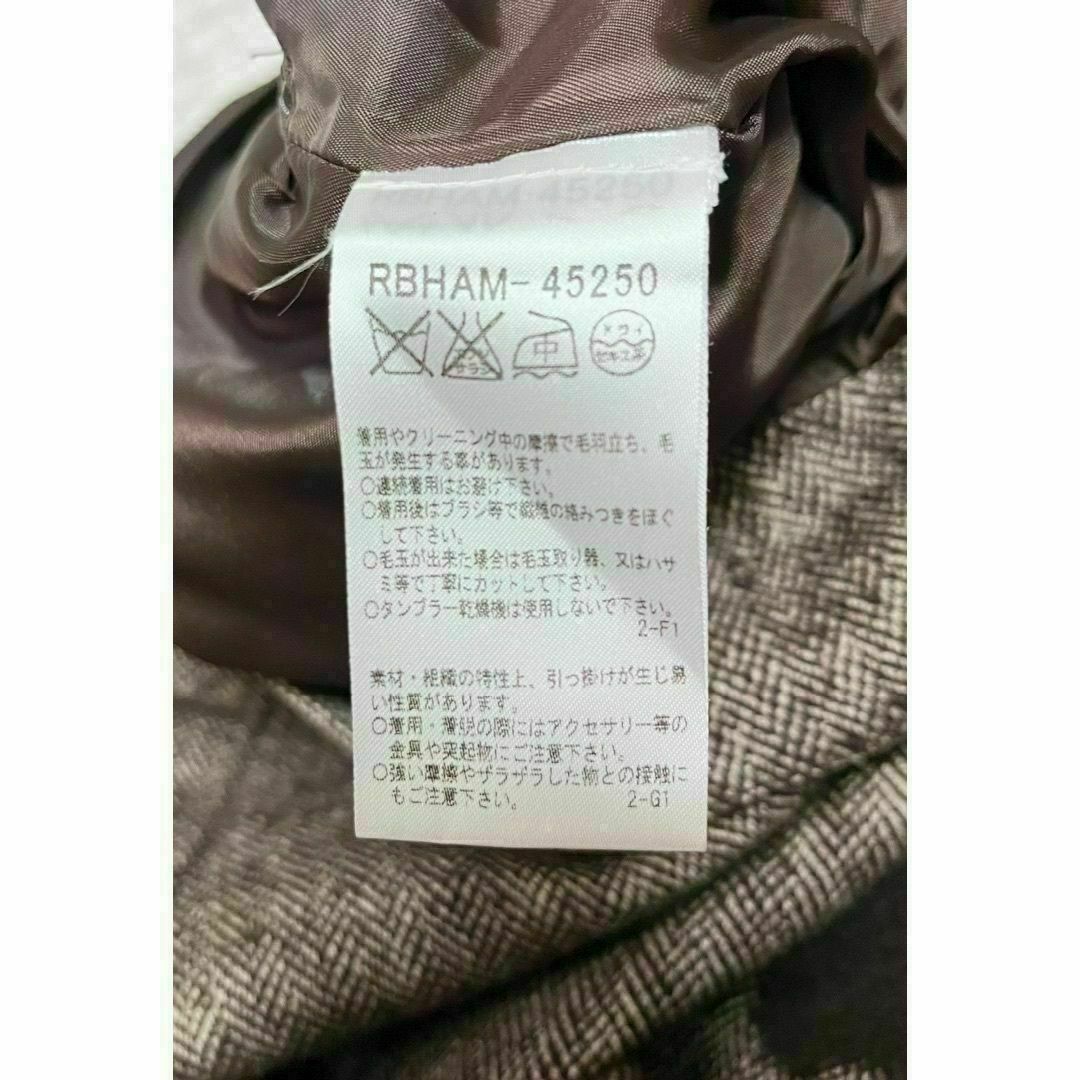 RBHAM-45250
エンソ
サラシ
中
ドライ
セキユ系
着用やクリーニング中の摩擦で毛羽立ち、毛
玉が発生する事があります。
○連続着用はお避け下さい。
○着用後はブラシ等で繊維の絡みつきをほぐ
して下さい。
○毛玉が出来た場合は毛玉取り器、又はハサ
ミ等で丁寧にカットして下さい。
○タンブラー乾燥機は使用しないで下さい。
2-F1
素材・組織の特性上、引っ掛けが生じ易
い性質があります。
○着用・着脱の際にはアクセサリー等の
金具や突起物にご注意下さい。
○強い摩擦やザラザラした物との接触に
もご注意下さい。 2-G1